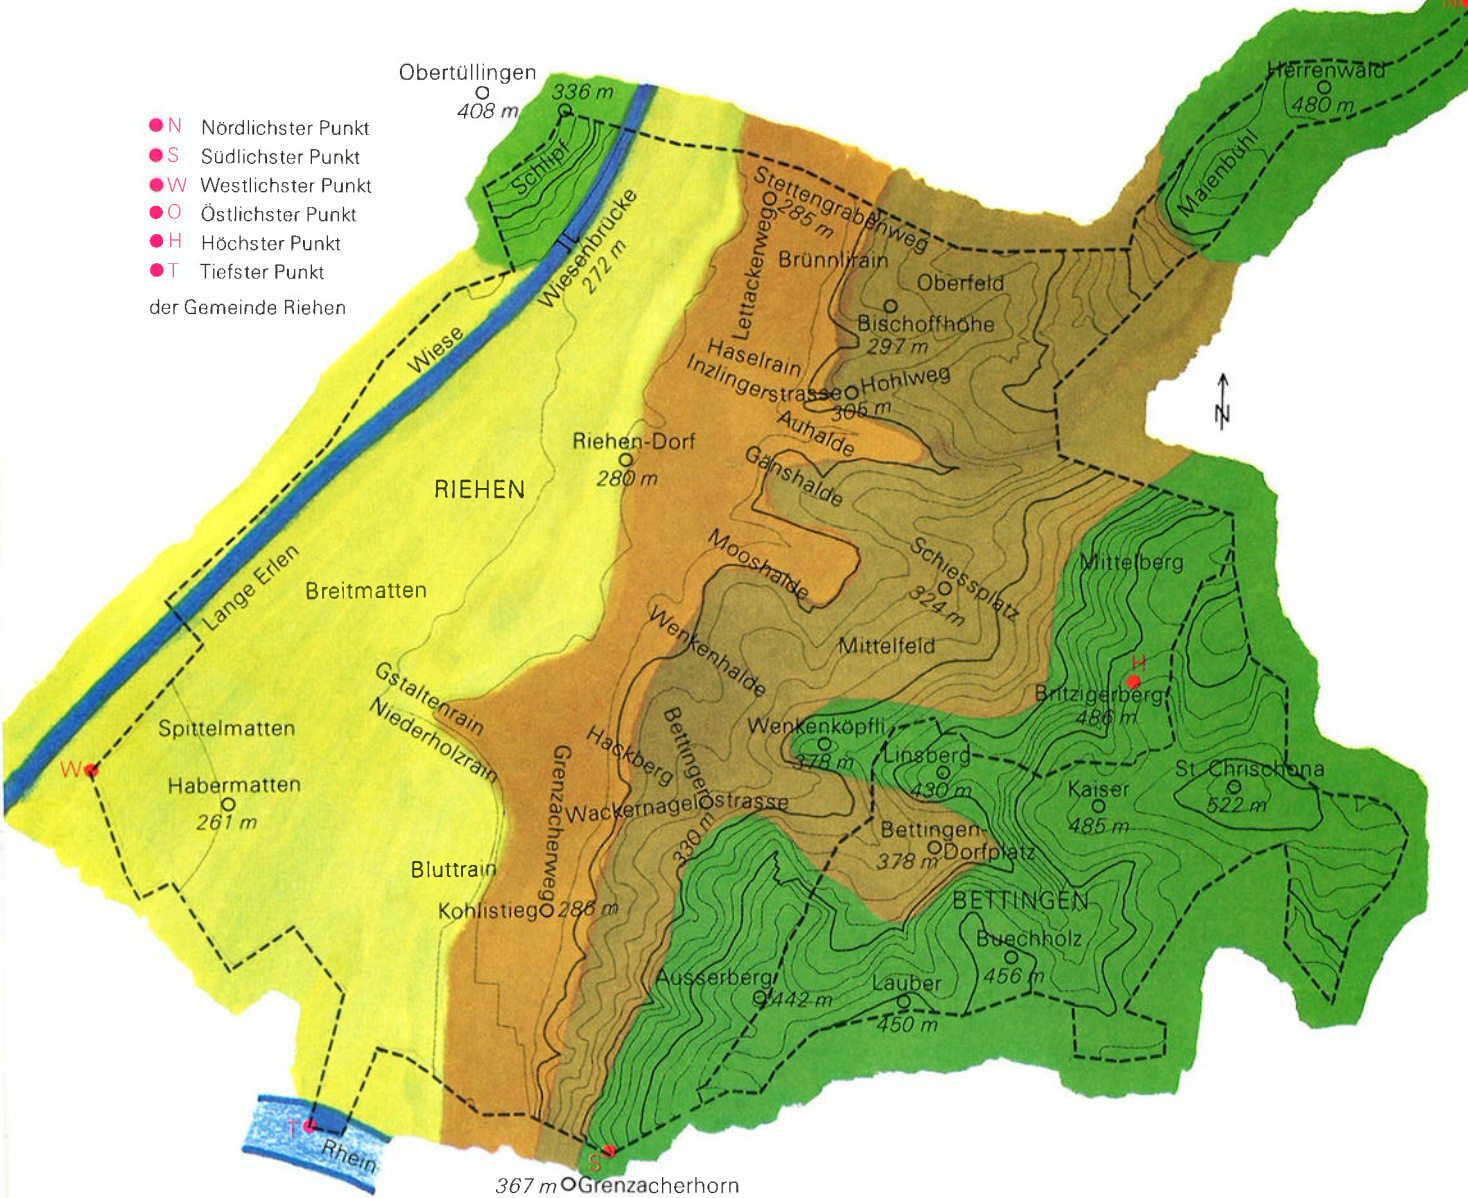 Obertüllingen
408 m
336 m
Schlipf
N Nördlichster Punkt
S Südlichster Punkt
W Westlichster Punkt
O Östlichster Punkt
H Höchster Punkt
T Tiefster Punkt
der Gemeinde Riehen
N
Herrenwald
480 m
Maienbühl
Wiesenbrücke
272 m
Wiese
Stettengrabenweg
285 m
Lettackerweg
Brünnlirain
Oberfeld
Bischoffhöhe
297 m
Haselrain
Inzlingerstrasse
Hohlweg
305 m
N
Auhalde
Gänshalde
Riehen-Dorf
280 m
RIEHEN
Mooshalde
Schiessplatz
324 m
Mittelberg
Lange Erlen
Breitmatten
Wenkenhalde
Mittelfeld
H
Britzigerberg
486 m
Gstaltenrain
Niederholzrain
Spittelmatten
W
Habermatten
261 m
Hackberg
Bettingerstrasse
330 m
Wenkenköpfli
378 m
Linsberg
430 m
Kaiser
485 m
St. Chrischona
522 m
Grenzacherweg
Wackernagelstrasse
Bettingen-
Dorfplatz
378 m
Bluttrain
Kohlistieg
286 m
BETTINGEN
Buechholz
456 m
Ausserberg
442 m
Lauber
450 m
T
Rhein
S
367 m Grenzacherhorn